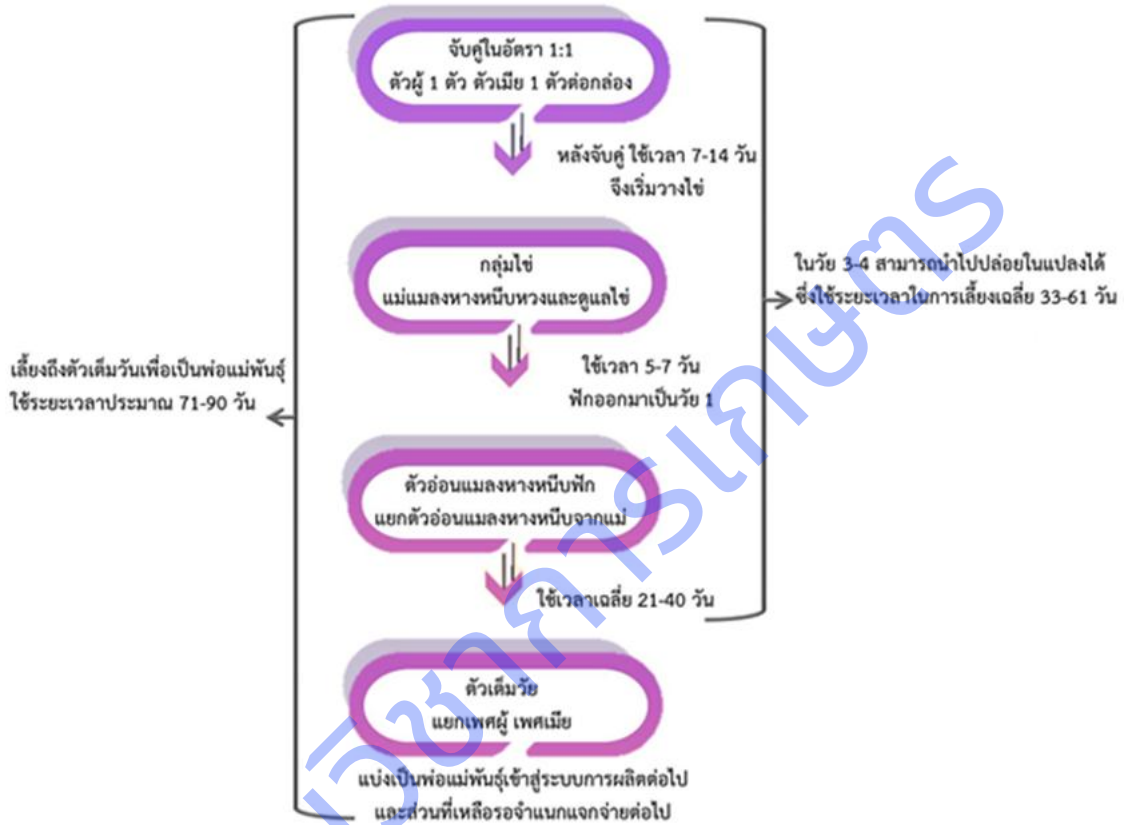 จับคู่ในอัตรา 1:1
ตัวผู้ 1 ตัว ตัวเมีย 1 ตัวต่อกล่อง
หลังจับคู่ ใช้เวลา 7-14 วัน
จึงเริ่มวางไข่
กลุ่มไข่
แม่แมลงหางหนีบหวงและดูแลไข่
ในวัย 3-4 สามารถนำไปปล่อยในแปลงได้
ซึ่งใช้ระยะเวลาในการเลี้ยงเฉลี่ย 33-61 วัน
ใช้เวลา 5-7 วัน
ฟักออกมาเป็นวัย 1
เลี้ยงถึงตัวเต็มวันเพื่อเป็นพ่อแม่พันธุ์
ใช้ระยะเวลาประมาณ 71-90 วัน
ตัวอ่อนแมลงหางหนีบฟัก
แยกตัวอ่อนแมลงหางหนีบจากแม่
ใช้เวลาเฉลี่ย 21-40 วัน
ตัวเต็มวัย
แยกเพศผู้ เพศเมีย
แบ่งเป็นพ่อแม่พันธุ์เข้าสู่ระบบการผลิตต่อไป
และส่วนที่เหลือรอจำแนกแจกจ่ายต่อไป
วิชาการเกษตร